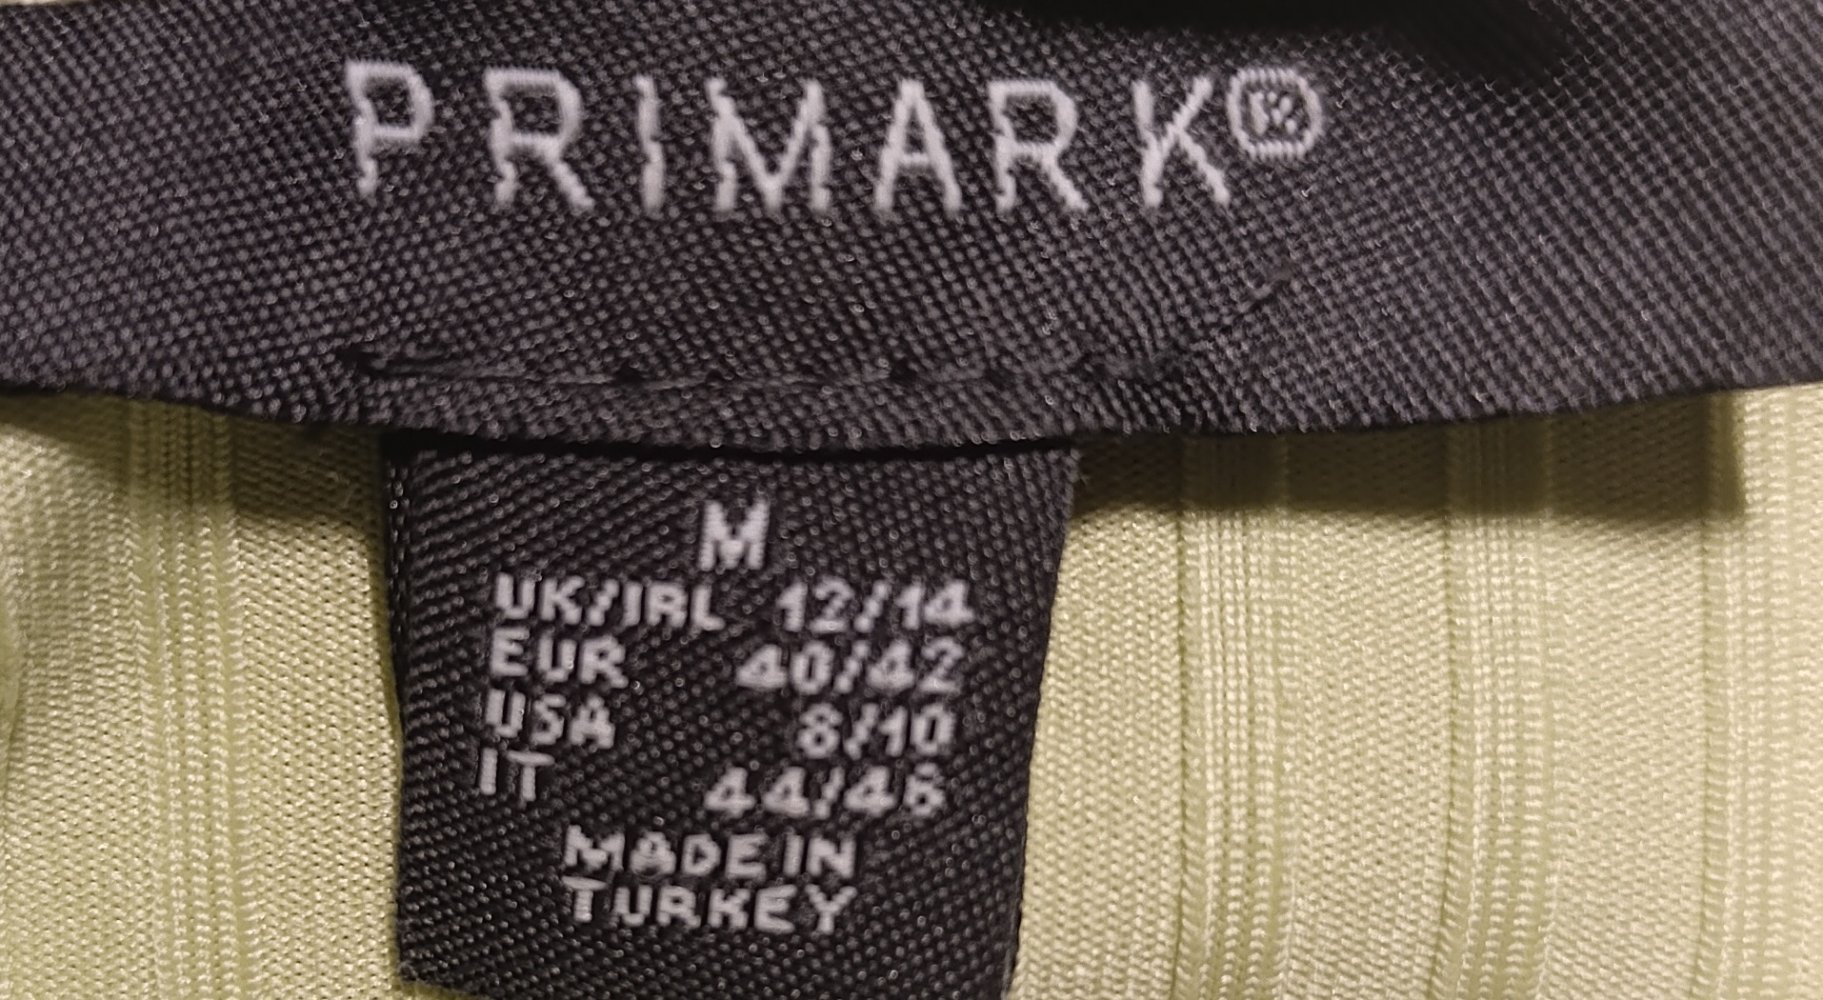 PRIMARK®
M
UK/IRL 12/14
EUR 40/42
USA 8/10
IT 44/46
MADE IN
TURKEY